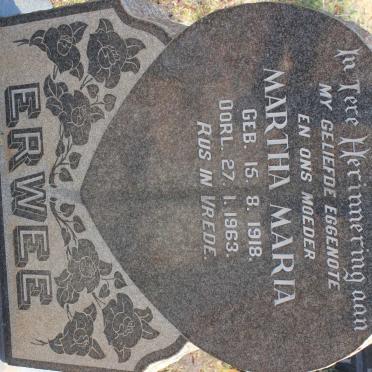 In Tere Herinnering aan
MY GELIEFDE EGGENOTE
EN ONS MOEDER
MARTHA MARIA
GEB. 15. 8. 1918.
OORL. 27. 1. 1963.
RUS IN VREDE.
ERWEE